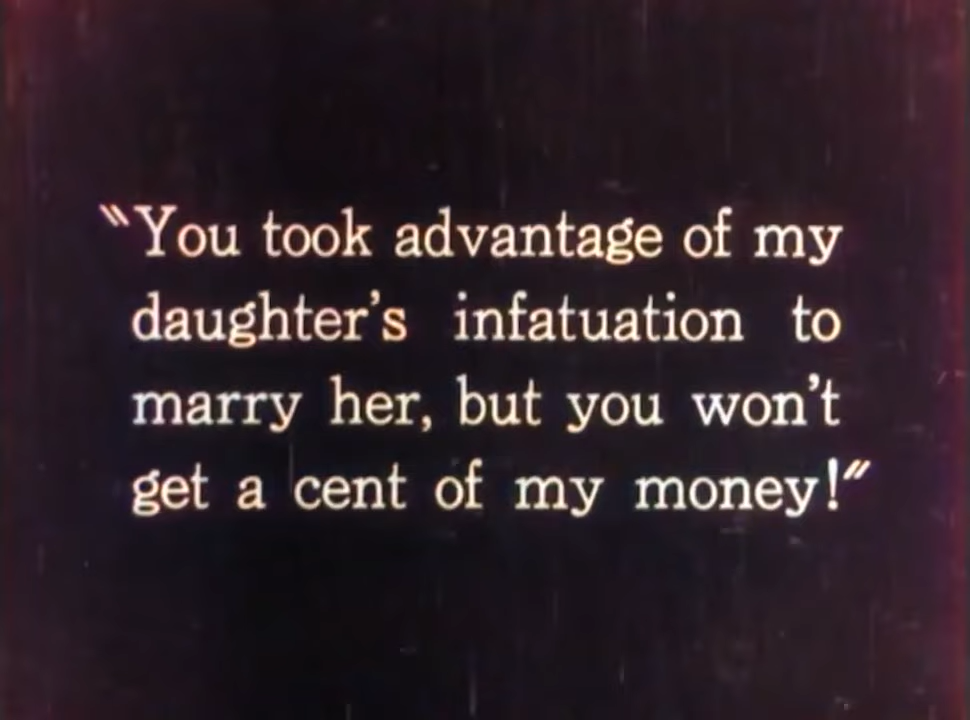 "You took advantage of my
daughter's infatuation to
marry her, but you won't
get a cent of my money!"